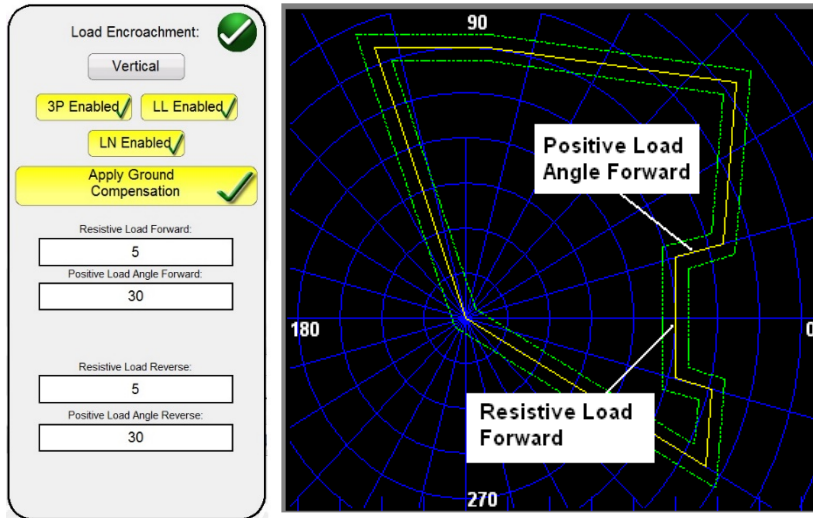 Load Encroachment:
Vertical
3P Enabled
LL Enabled
LN Enabled
Apply Ground
Compensation
Resistive Load Forward:
5
Positive Load Angle Forward:
30
Resistive Load Reverse:
5
Positive Load Angle Reverse:
30
90
Positive Load
Angle Forward
180
0
Resistive Load
Forward
270